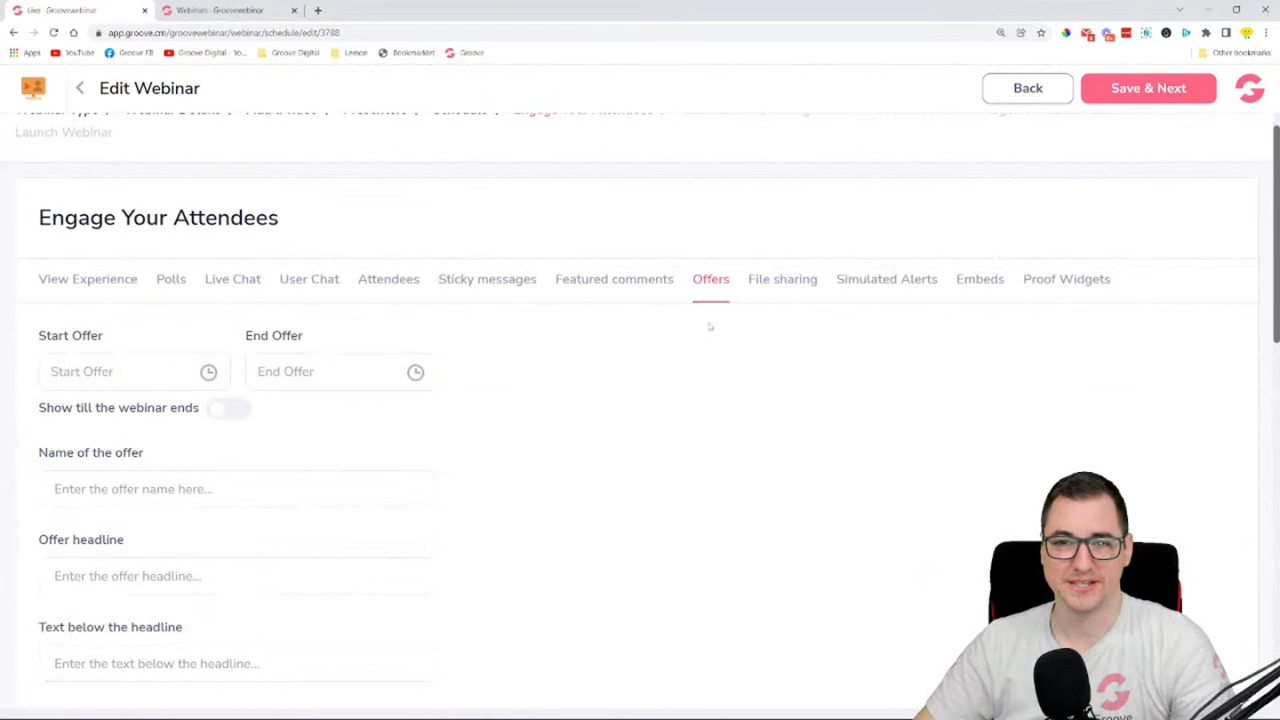 Live - Groovewebinar
Webinars - Groovewebinar
app.groove.cm/groovewebinar/webinar/schedule/edit/3788
Apps YouTube Groove FB Groove Digital - Yo... Groove Digital Lemon Bookmarklet Groove Other bookmarks
Edit Webinar
Back
Save & Next
Launch Webinar
Engage Your Attendees
View Experience Polls Live Chat User Chat Attendees Sticky messages Featured comments Offers File sharing Simulated Alerts Embeds Proof Widgets
Start Offer End Offer
Start Offer End Offer
Show till the webinar ends
Name of the offer
Enter the offer name here...
Offer headline
Enter the offer headline...
Text below the headline
Enter the text below the headline...
Groove